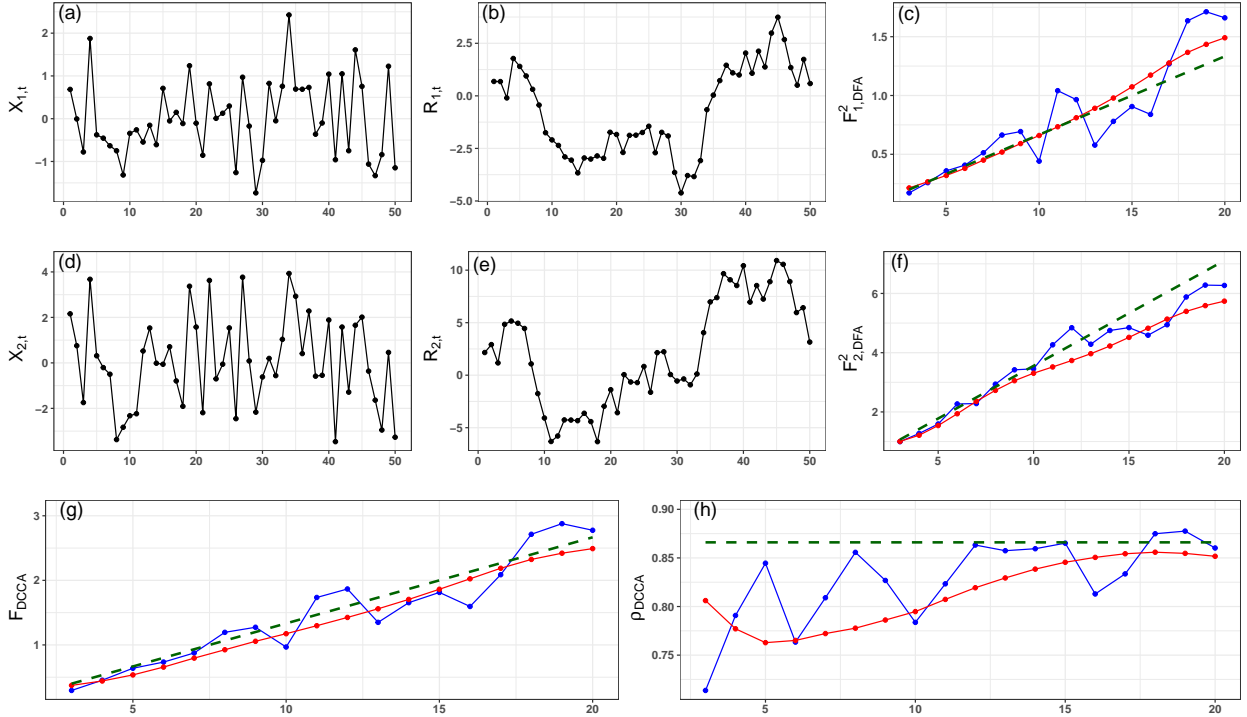 (a)
X1,t
2
1
0
−1
0 10 20 30 40 50
(b)
R1,t
2.5
0.0
−2.5
−5.0
0 10 20 30 40 50
(c)
F²1,DFA
1.5
1.0
0.5
5 10 15 20
(d)
X2,t
4
2
0
−2
0 10 20 30 40 50
(e)
R2,t
10
5
0
−5
0 10 20 30 40 50
(f)
F²2,DFA
6
4
2
5 10 15 20
(g)
FDCCA
3
2
1
5 10 15 20
(h)
ρDCCA
0.90
0.85
0.80
0.75
5 10 15 20